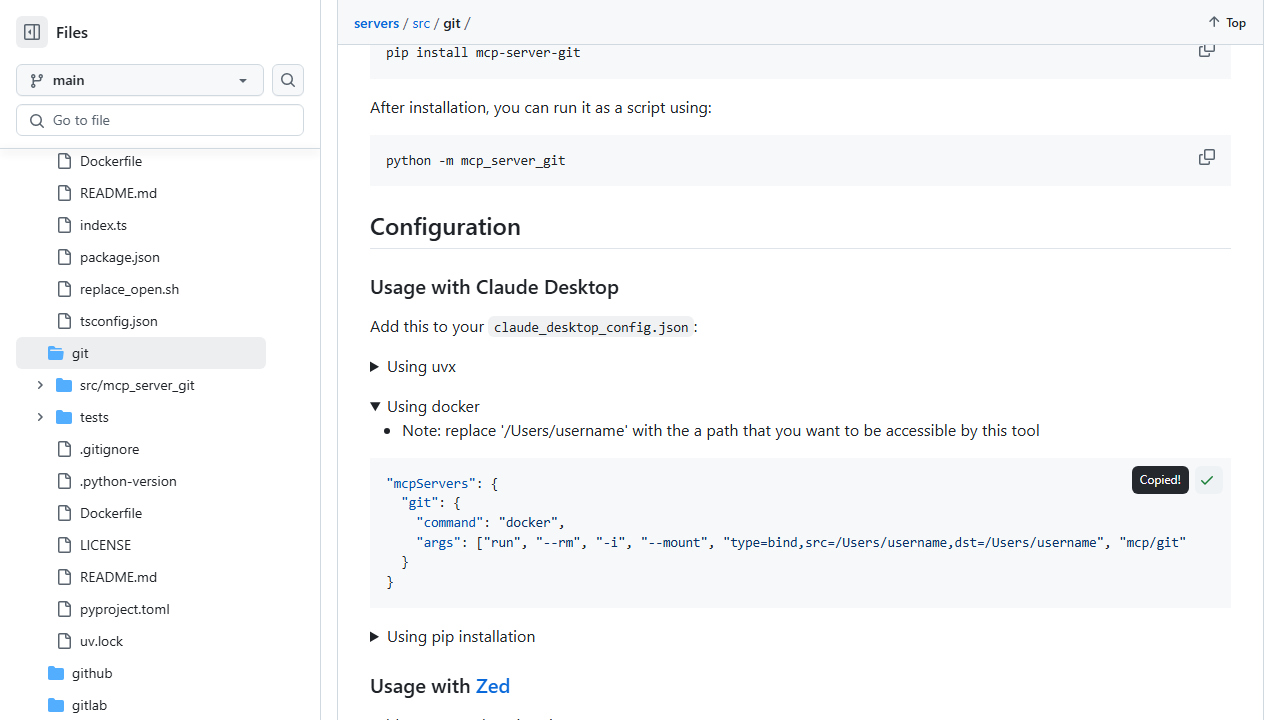 Files
main
Go to file
Dockerfile
README.md
index.ts
package.json
replace_open.sh
tsconfig.json
git
src/mcp_server_git
tests
.gitignore
.python-version
Dockerfile
LICENSE
README.md
pyproject.toml
uv.lock
github
gitlab
servers / src / git /
Top
pip install mcp-server-git
After installation, you can run it as a script using:
python -m mcp_server_git
Configuration
Usage with Claude Desktop
Add this to your claude_desktop_config.json :
Using uvx
Using docker
Note: replace '/Users/username' with the a path that you want to be accessible by this tool
Copied!
"mcpServers": {
"git": {
"command": "docker",
"args": ["run", "--rm", "-i", "--mount", "type=bind,src=/Users/username,dst=/Users/username", "mcp/git"
}
}
Using pip installation
Usage with Zed